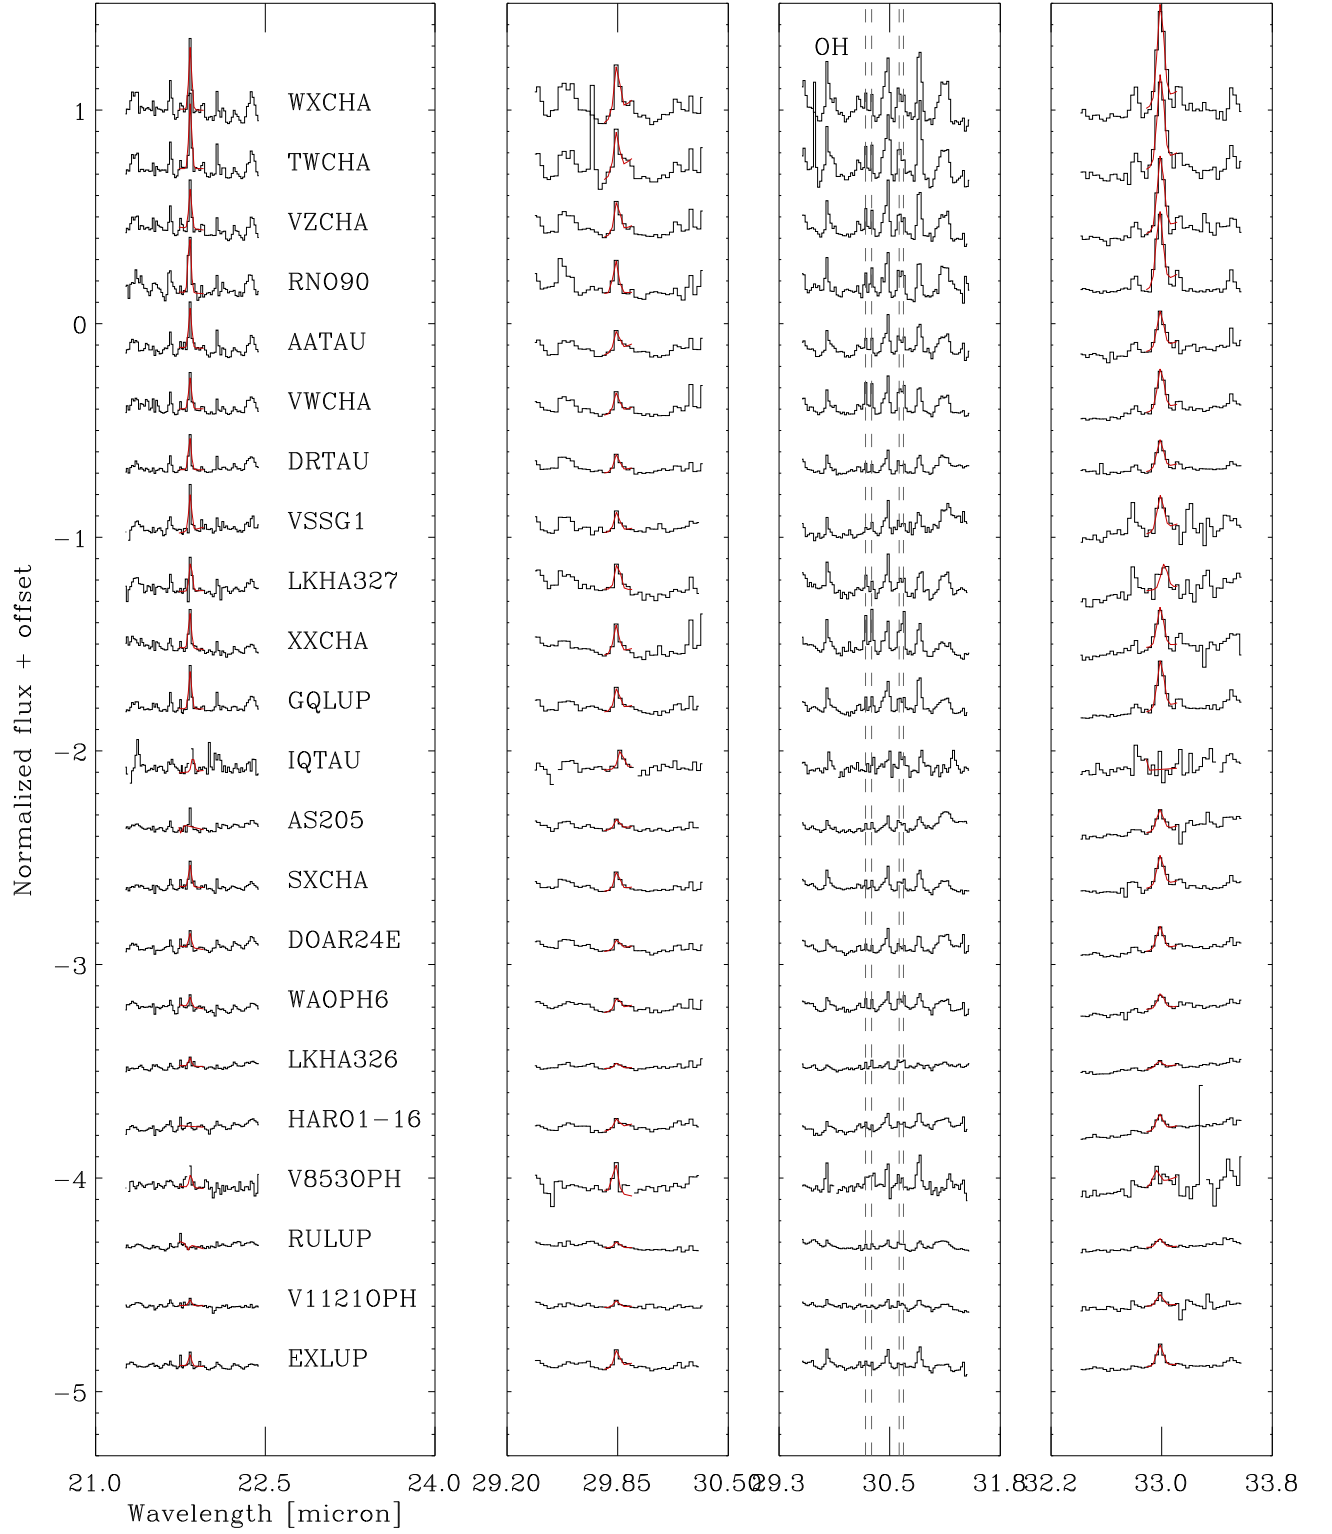 OH
WXCHA
1
TWCHA
VZCHA
RNO90
0
AATAU
VWCHA
DRTAU
VSSG1
−1
LKHA327
XXCHA
GQLUP
−2
IQTAU
AS205
SXCHA
DOAR24E
−3
WAOPH6
LKHA326
HARO1−16
V853OPH
−4
RULUP
V1121OPH
EXLUP
−5
Normalized flux + offset
21.0 22.5 24.0 29.20 29.85 30.50 29.3 30.5 31.8 32.2 33.0 33.8
Wavelength [micron]